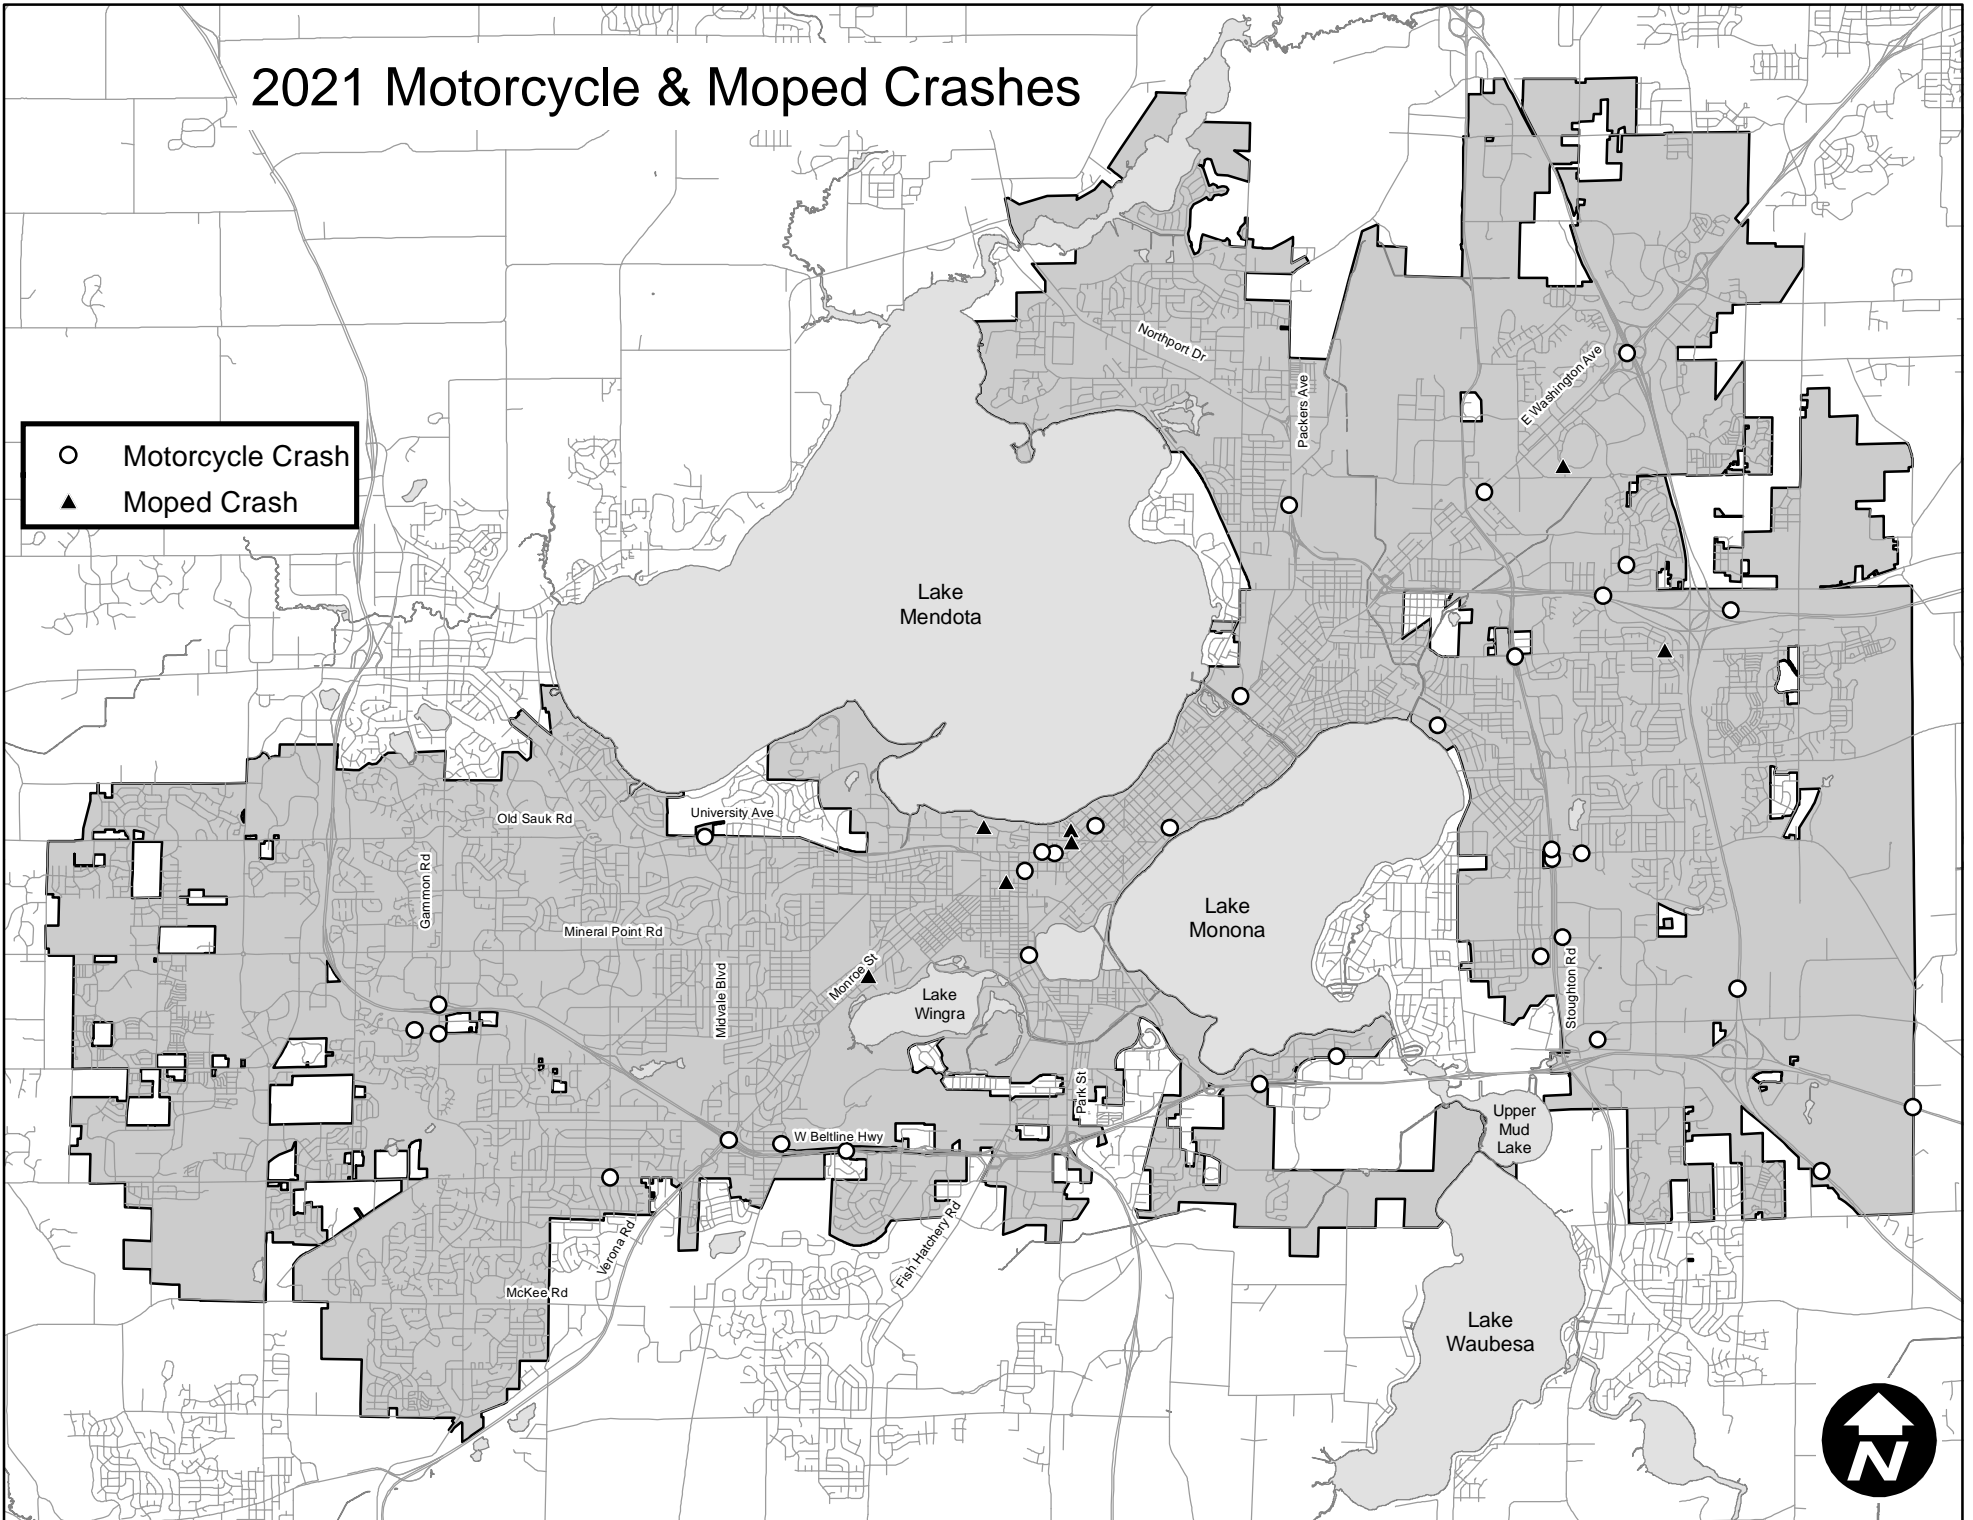 2021 Motorcycle & Moped Crashes
Northport Dr
Packers Ave
E Washington Ave
Motorcycle Crash
Moped Crash
Lake
Mendota
Old Sauk Rd
University Ave
Gammon Rd
Mineral Point Rd
Midvale Blvd
Monroe St
Lake
Wingra
Lake
Monona
Stoughton Rd
Park St
W Beltline Hwy
Upper
Mud
Lake
Verona Rd
Fish Hatchery Rd
McKee Rd
Lake
Waubesa
N